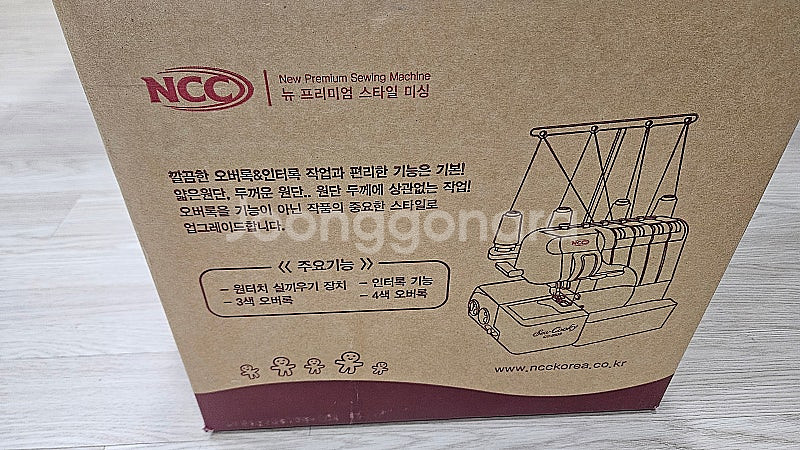 NCC
New Premium Sewing Machine
뉴 프리미엄 스타일 미싱
깔끔한 오버록&인터록 작업과 편리한 기능은 기본!
얇은원단, 두꺼운 원단.. 원단 두께에 상관없는 작업!
오버록을 기능이 아닌 작품의 중요한 스타일로
업그레이드합니다.
joonggongnara
《 주요기능 》
- 원터치 실끼우기 장치
- 인터록 기능
- 3색 오버록
- 4색 오버록
NCC
www.ncckorea.co.kr